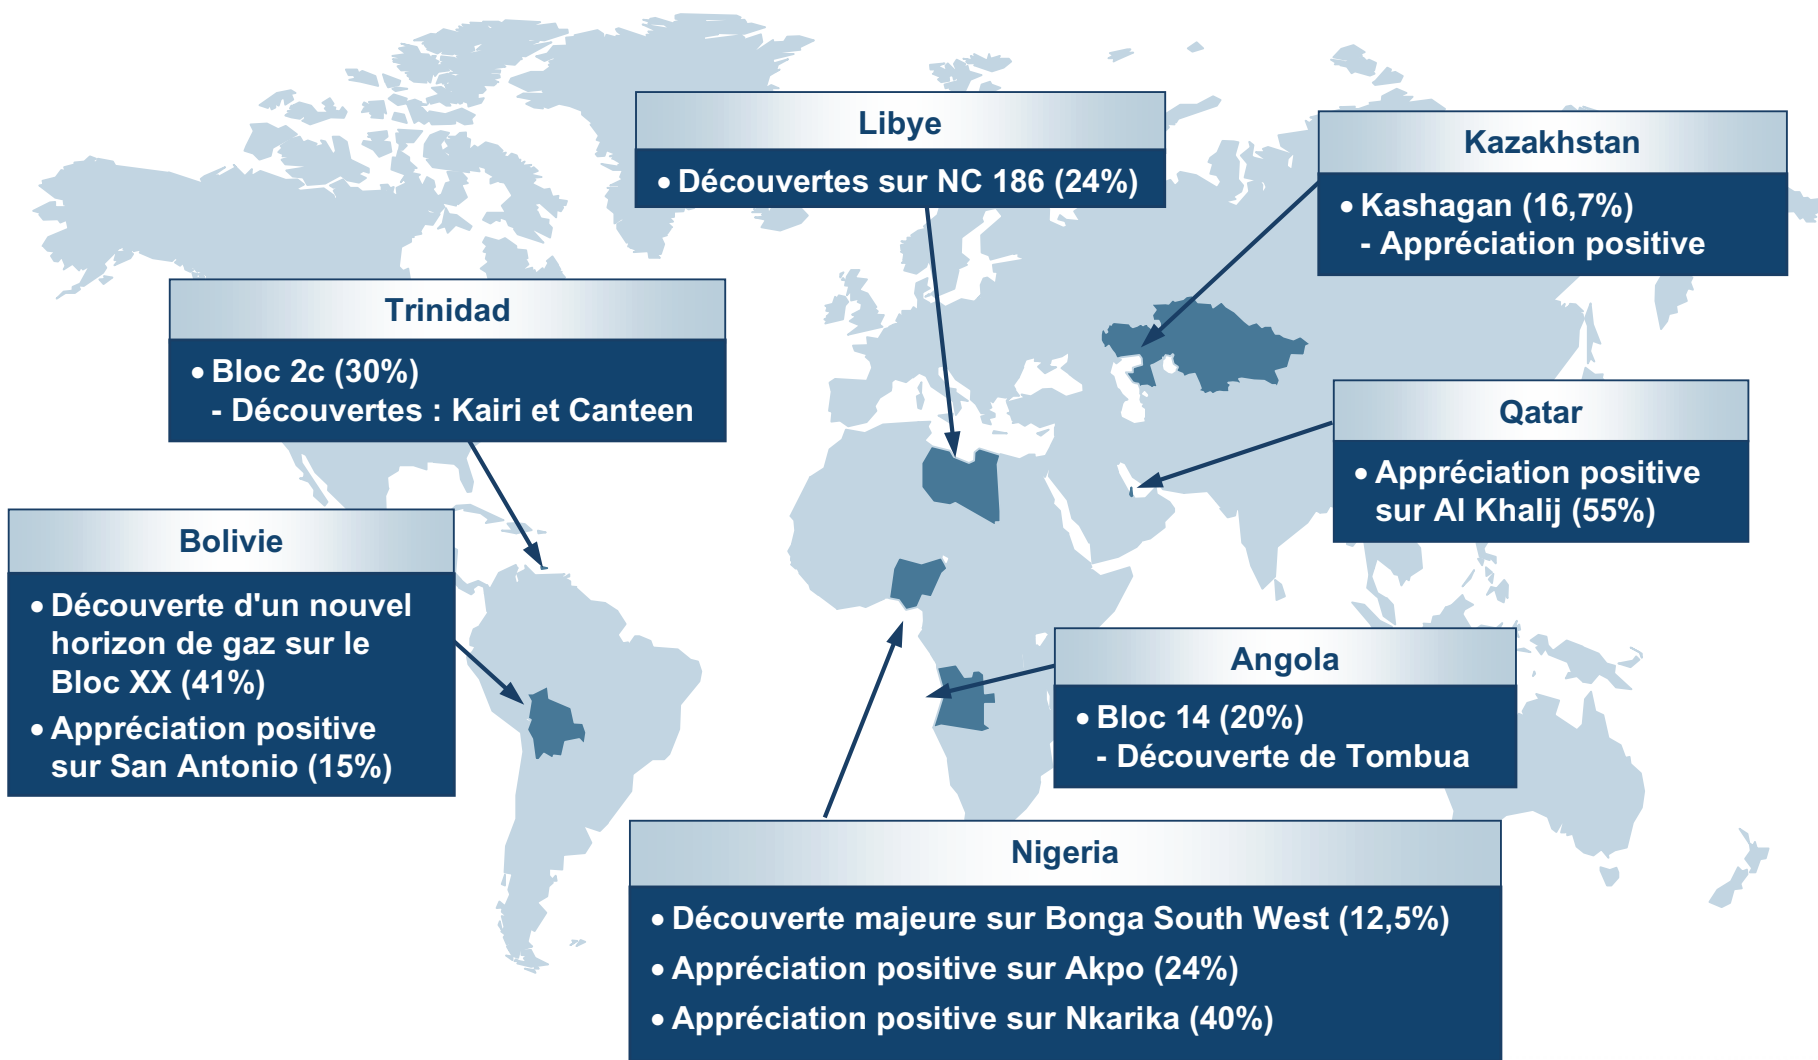 Libye
• Découvertes sur NC 186 (24%)
Kazakhstan
• Kashagan (16,7%)
- Appréciation positive
Trinidad
• Bloc 2c (30%)
- Découvertes : Kairi et Canteen
Qatar
• Appréciation positive
sur Al Khalij (55%)
Bolivie
• Découverte d'un nouvel
horizon de gaz sur le
Bloc XX (41%)
• Appréciation positive
sur San Antonio (15%)
Angola
• Bloc 14 (20%)
- Découverte de Tombua
Nigeria
• Découverte majeure sur Bonga South West (12,5%)
• Appréciation positive sur Akpo (24%)
• Appréciation positive sur Nkarika (40%)